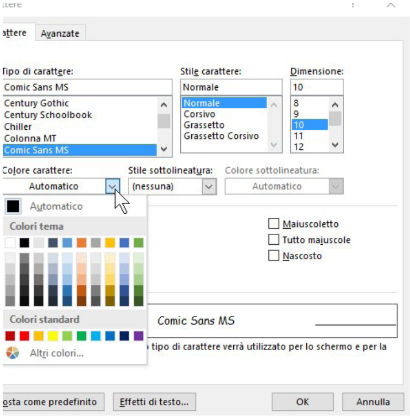 attere
? X
attere Avanzate
Tipo di carattere: Stile carattere: Dimensione:
Comic Sans MS Normale 10
Century Gothic Normale 8
Century Schoolbook Corsivo 9
Chiller Grassetto 10
Colonna MT Grassetto Corsivo 11
Comic Sans MS 12
Colore carattere: Stile sottolineatura: Colore sottolineatura:
Automatico (nessuna) Automatico
Automatico
Colori tema
Maiuscoletto
Tutto maiuscole
Nascosto
Colori standard
Comic Sans MS
Altri colori...
tipo di carattere verrà utilizzato per lo schermo e per la
osta come predefinito Effetti di testo... OK Annulla